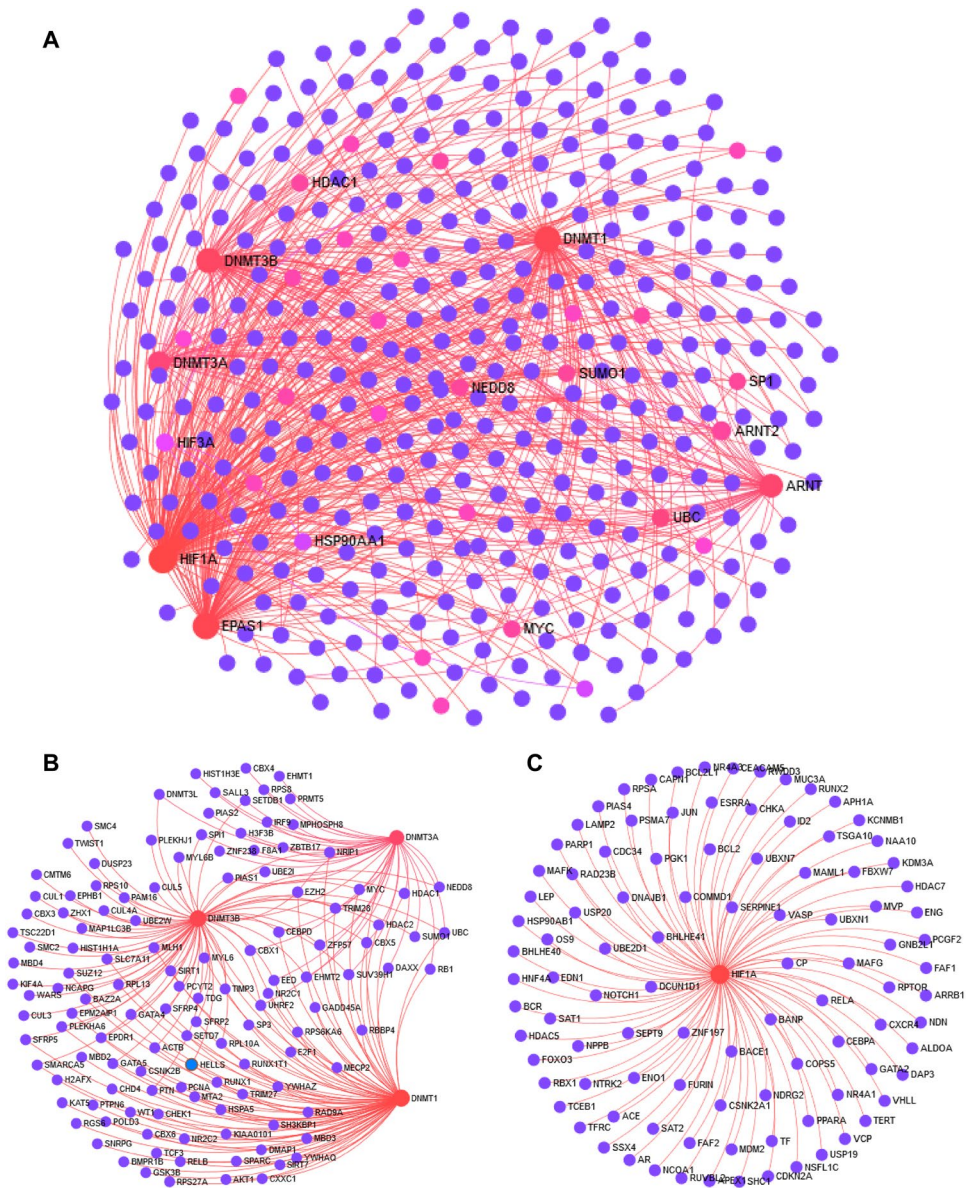 A
HDAC1
DNMT1
DNMT3B
DNMT3A
NEDD8
SUMO1
SP1
ARNT2
HIF3A
ARNT
UBC
HSP90AA1
HIF1A
EPAS1
MYC
B
CBX4
HIST1H3E
EHMT1
SALL3
RPS8
DNMT3L
SETDB1
PRMT5
PIAS2
IRF9
MPHOSPH8
SMC4
SPI1
H3F3B
DNMT3A
TWIST1
PLEKHJ1
ZNF238
F8A1
ZBTB17
NRIP1
MYL6B
DUSP23
UBE2I
CMTM6
PIAS1
RPS10
CUL5
EZH2
MYC
HDAC1
NEDD8
CUL1
EPHB1
PAM16
TRIM28
CBX3
ZHX1
CUL4A
UBE2W
DNMT3B
HDAC2
TSC22D1
MAP1LC3B
CEBPD
SUMO1
UBC
SMC2
HIST1H1A
MLH1
CBX1
ZFP57
CBX5
MBD4
SLC7A11
MYL6
SUZ12
SIRT1
EED
EHMT2
SUV39H1
DAXX
RB1
KIF4A
NCAPG
RPL13
PCYT2
TIMP3
NR2C1
WARS
BAZ2A
TDG
UHRF2
GADD45A
CUL3
EPM2AIP1
GATA4
SFRP4
PLEKHA6
SFRP2
SP3
RPS6KA6
RBBP4
SFRP5
EPDR1
SETD7
RPL10A
ACTB
E2F1
MBD2
GATA5
HELLS
RUNX1T1
MECP2
SMARCA5
CSNK2B
H2AFX
CHD4
PTN
PCNA
RUNX1
YWHAZ
MTA2
TRIM27
DNMT1
KAT5
PTPN6
WT1
CHEK1
HSPA5
RAD9A
RGS6
POLD3
SH3KBP1
CBX6
NR2C2
KIAA0101
MBD3
SNRPG
TCF3
DMAP1
YWHAQ
BMPR1B
RELB
SPARC
SIRT7
GSK3B
AKT1
CXXC1
RPS27A
C
NR4A3
CEACAM5
BCL2L1
RWDD3
CAPN1
MUC3A
RPSA
RUNX2
PIAS4
ESRRA
CHKA
APH1A
LAMP2
PSMA7
JUN
ID2
KCNMB1
PARP1
CDC34
BCL2
TSGA10
NAA10
MAFK
RAD23B
PGK1
UBXN7
MAML1
FBXW7
KDM3A
LEP
DNAJB1
COMMD1
HDAC7
HSP90AB1
USP20
SERPINE1
VASP
MVP
ENG
OS9
BHLHE41
UBXN1
BHLHE40
UBE2D1
GNB2L1
PCGF2
HNF4A
EDN1
HIF1A
CP
MAFG
FAF1
NOTCH1
DCUN1D1
RPTOR
BCR
RELA
ARRB1
SAT1
BANP
CXCR4
NDN
HDAC5
SEPT9
ZNF197
NPPB
CEBPA
ALDOA
FOXO3
BACE1
COPS5
GATA2
DAP3
RBX1
NTRK2
ENO1
FURIN
NDRG2
NR4A1
VHLL
TCEB1
CSNK2A1
PPARA
TERT
TFRC
ACE
SAT2
TF
VCP
SSX4
FAF2
MDM2
USP19
AR
NCOA1
NSFL1C
RUVBL2
APEX1
SHC1
CDKN2A